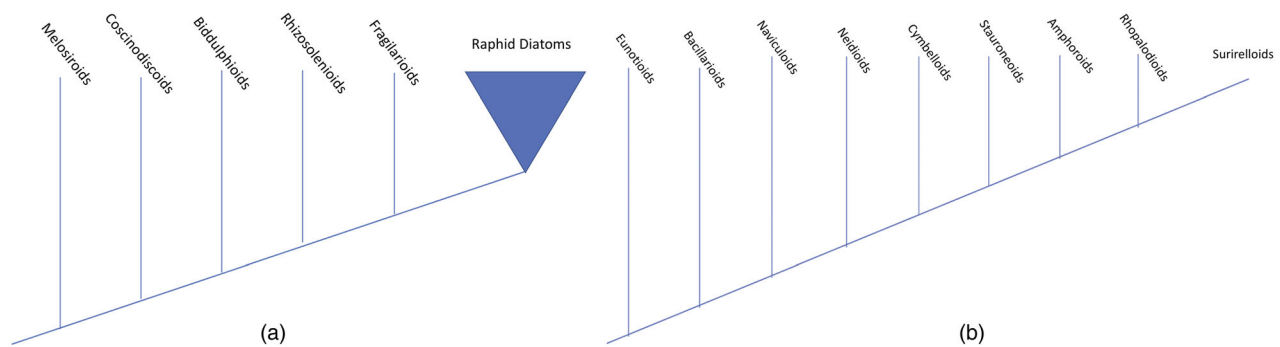 Melosiroids
Coscinodiscoids
Biddulphioids
Rhizosolenioids
Fragilarioids
Raphid Diatoms
(a)
Eunotioids
Bacillarioids
Naviculoids
Neidioids
Cymbelloids
Stauroneoids
Amphoroids
Rhopalodioids
Surirelloids
(b)